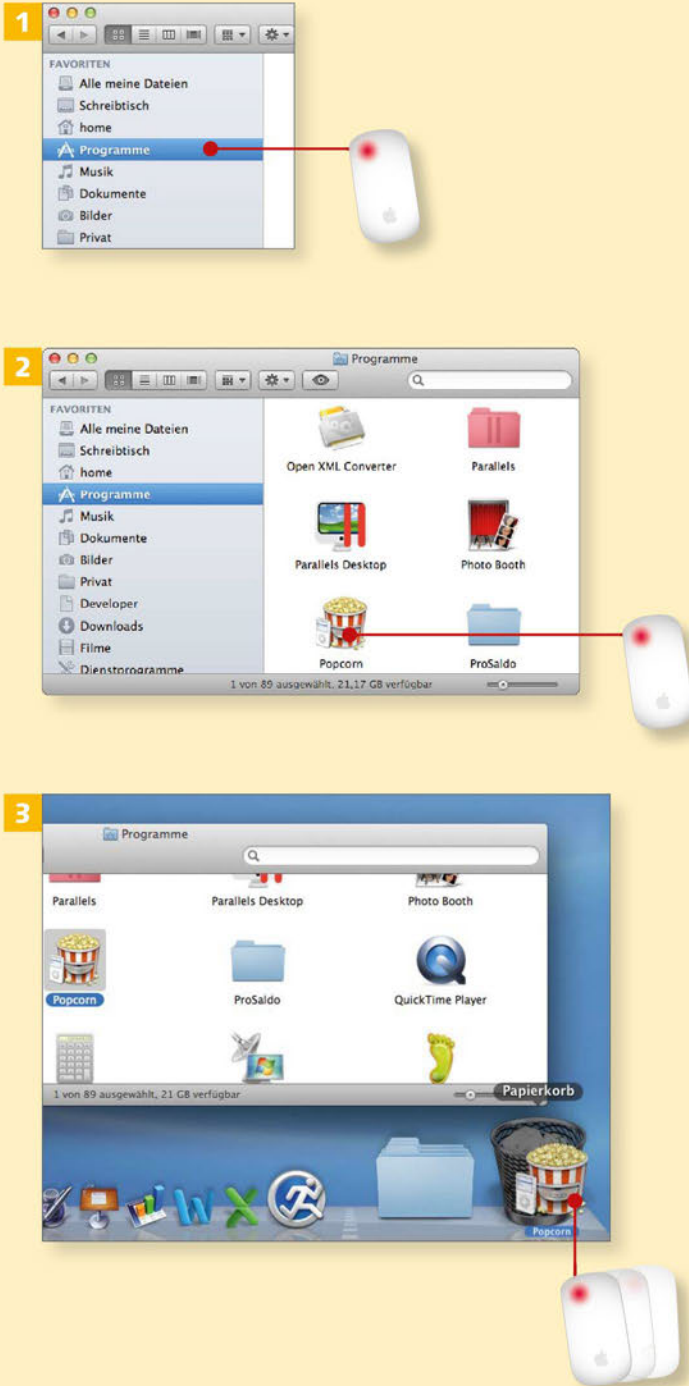 1
FAVORITEN
Alle meine Dateien
Schreibtisch
home
Programme
Musik
Dokumente
Bilder
Privat
2
Programme
FAVORITEN
Alle meine Dateien
Schreibtisch
home
Programme
Musik
Dokumente
Bilder
Privat
Developer
Downloads
Filme
Dienstprogramme
Open XML Converter
Parallels
Parallels Desktop
Photo Booth
Popcorn
ProSaldo
1 von 89 ausgewählt, 21,17 GB verfügbar
3
Programme
Parallels
Parallels Desktop
Photo Booth
Popcorn
ProSaldo
QuickTime Player
1 von 89 ausgewählt, 21 GB verfügbar
Papierkorb
Popcorn